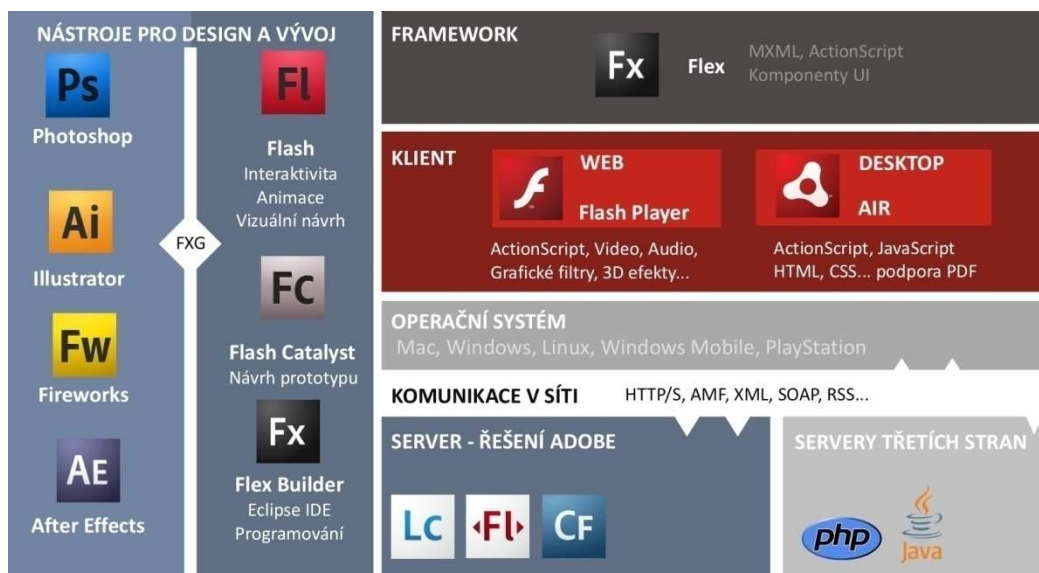 NÁSTROJE PRO DESIGN A VÝVOJ
Ps
Photoshop
Ai
Illustrator
Fw
Fireworks
AE
After Effects
FXG
Fl
Flash
Interaktivita
Animace
Vizuální návrh
Fc
Flash Catalyst
Návrh prototypu
Fx
Flex Builder
Eclipse IDE
Programování
FRAMEWORK
Fx
Flex
MXML, ActionScript
Komponenty UI
KLIENT
WEB
Flash Player
ActionScript, Video, Audio,
Grafické filtry, 3D efekty...
DESKTOP
AIR
ActionScript, JavaScript
HTML, CSS... podpora PDF
OPERAČNÍ SYSTÉM
Mac, Windows, Linux, Windows Mobile, PlayStation
KOMUNIKACE V SÍTI HTTP/S, AMF, XML, SOAP, RSS...
SERVER - ŘEŠENÍ ADOBE
Lc
Fl
CF
SERVERY TŘETÍCH STRAN
php
Java